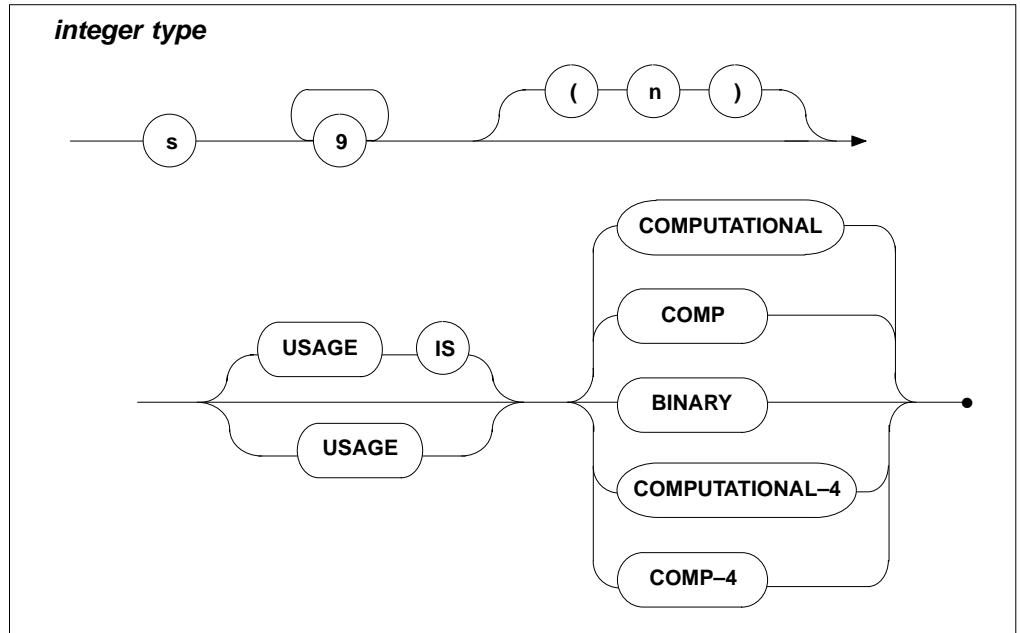 integer type
( n )
s 9
COMPUTATIONAL
COMP
USAGE IS
BINARY
USAGE
COMPUTATIONAL–4
COMP–4